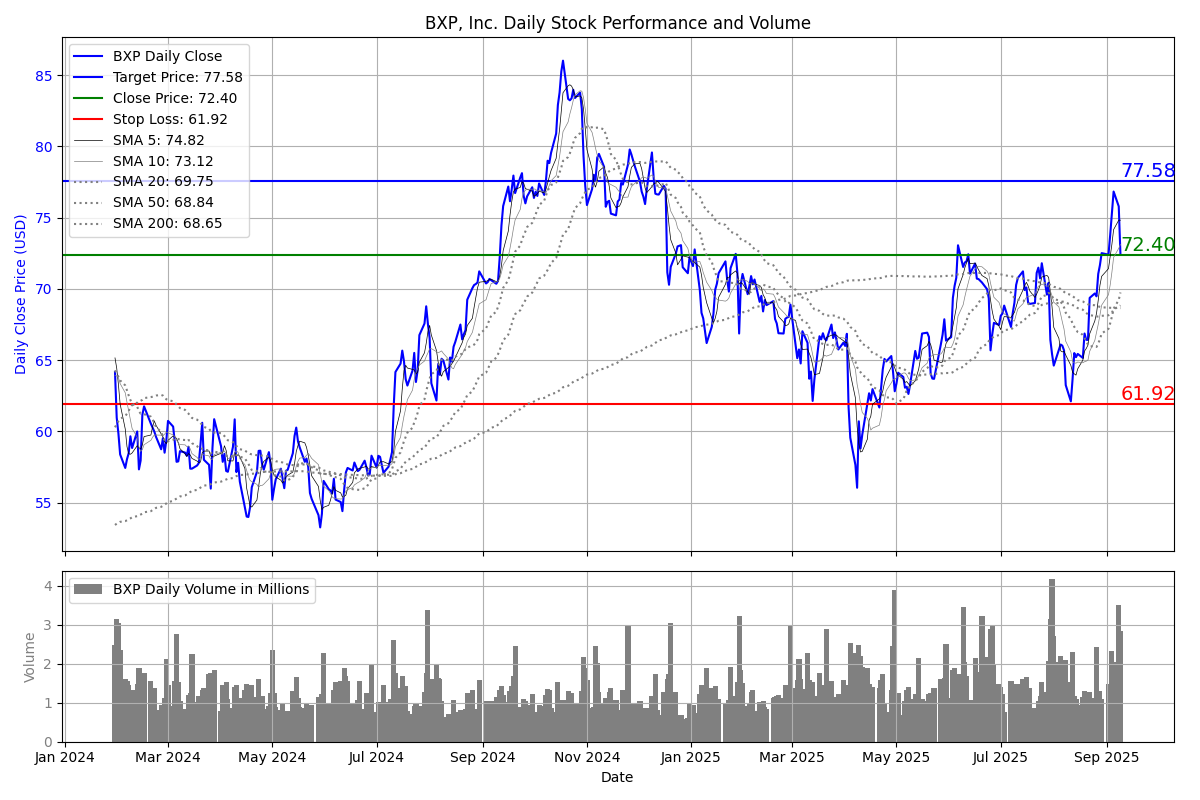 BXP, Inc. Daily Stock Performance and Volume
BXP Daily Close
Target Price: 77.58
Close Price: 72.40
Stop Loss: 61.92
SMA 5: 74.82
SMA 10: 73.12
SMA 20: 69.75
SMA 50: 68.84
SMA 200: 68.65
85
80
75
70
65
60
55
Daily Close Price (USD)
77.58
72.40
61.92
BXP Daily Volume in Millions
4
3
2
1
0
Volume
Jan 2024 Mar 2024 May 2024 Jul 2024 Sep 2024 Nov 2024 Jan 2025 Mar 2025 May 2025 Jul 2025 Sep 2025
Date